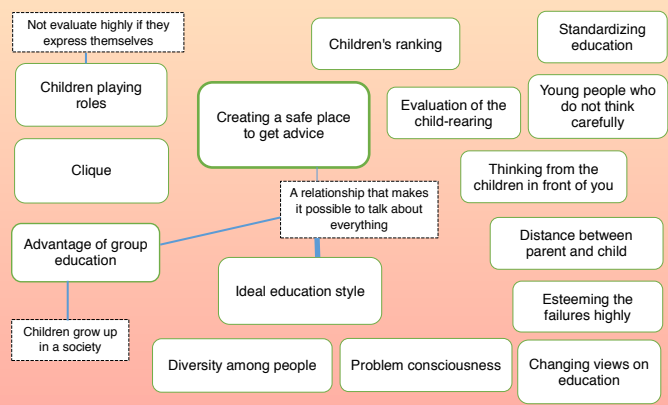 Not evaluate highly if they
express themselves
Children playing
roles
Clique
Advantage of group
education
Children grow up
in a society
Children's ranking
Creating a safe place
to get advice
A relationship that makes
it possible to talk about
everything
Ideal education style
Diversity among people
Problem consciousness
Evaluation of the
child-rearing
Standardizing
education
Young people who
do not think
carefully
Thinking from the
children in front of you
Distance between
parent and child
Esteeming the
failures highly
Changing views on
education